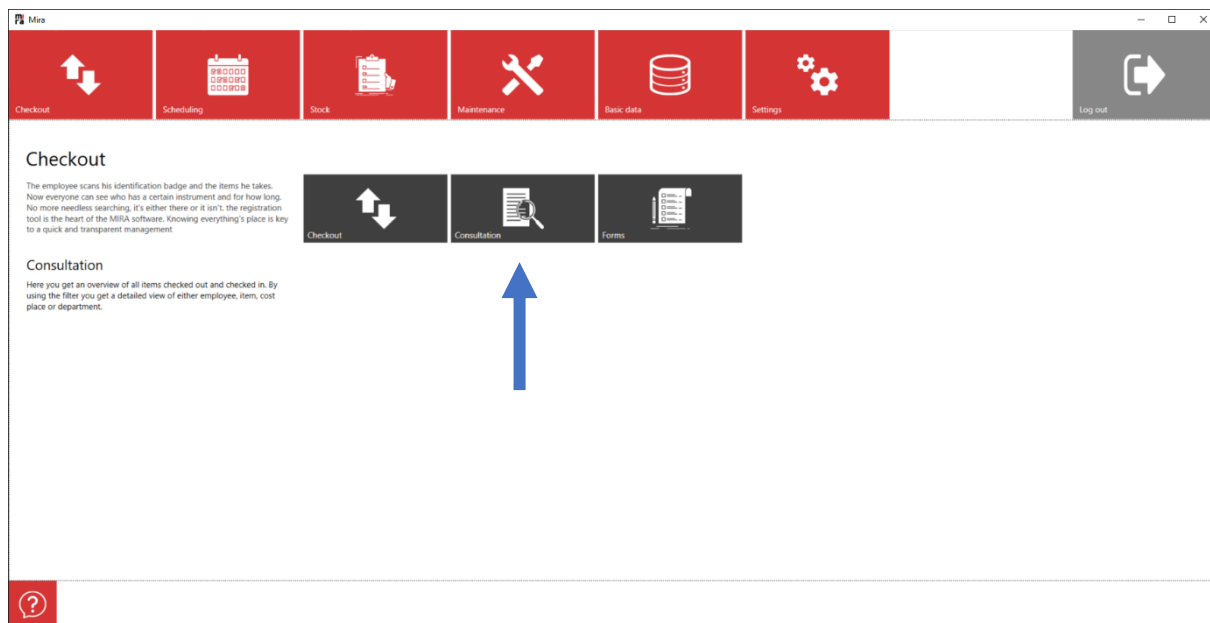 Mira
Checkout
Scheduling
Stock
Maintenance
Basic data
Settings
Log out
Checkout
The employee scans his identification badge and the items he takes.
Now everyone can see who has a certain instrument and for how long.
No more needless searching, it's either there or it isn't. the registration
tool is the heart of the MIRA software. Knowing everything's place is key
to a quick and transparent management
Checkout
Consultation
Forms
Consultation
Here you get an overview of all items checked out and checked in. By
using the filter you get a detailed view of either employee, item, cost
place or department.